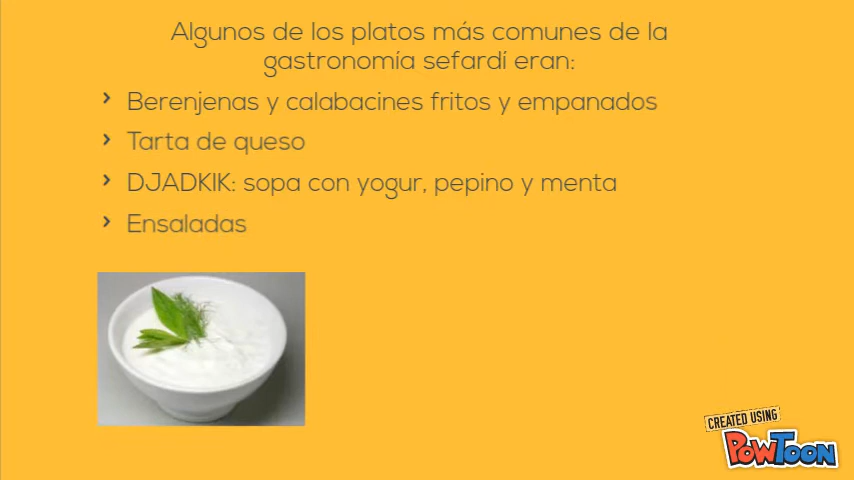 Algunos de los platos más comunes de la
gastronomía sefardí eran:
Berenjenas y calabacines fritos y empanados
Tarta de queso
DJADKIK: sopa con yogur, pepino y menta
Ensaladas
CREATED USING
POWTOON